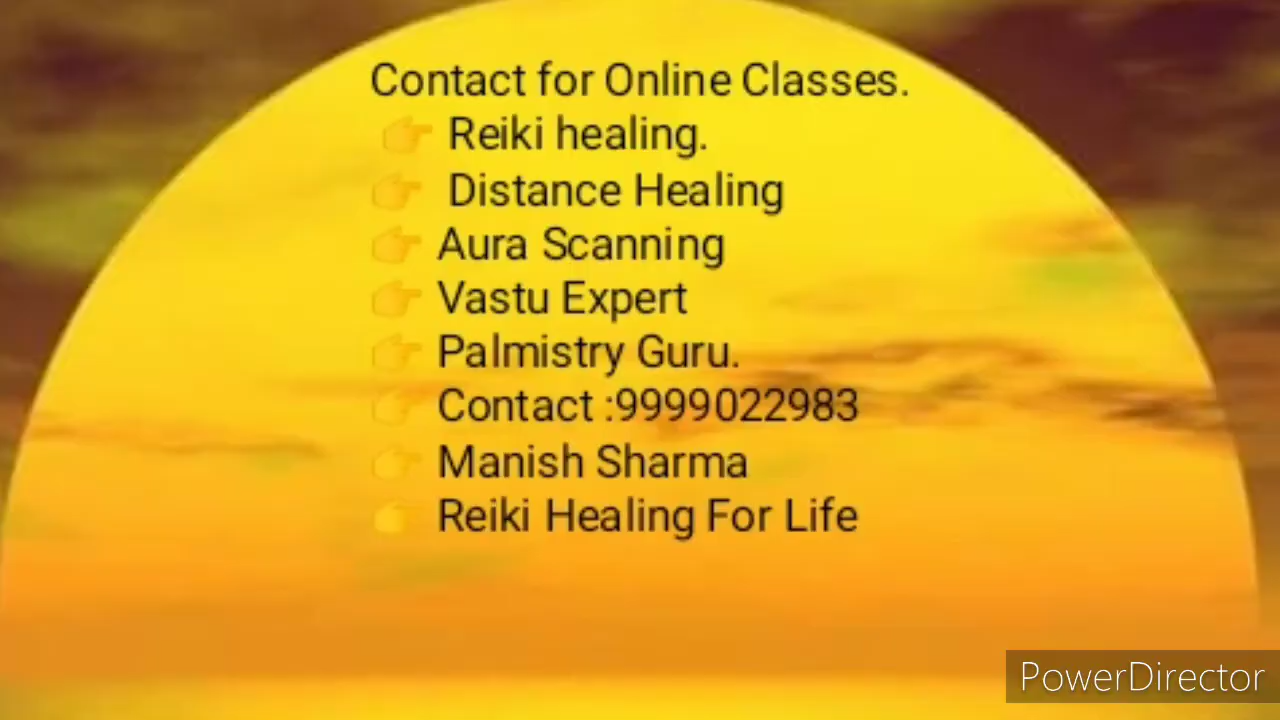 Contact for Online Classes.
👉 Reiki healing.
👉 Distance Healing
👉 Aura Scanning
👉 Vastu Expert
👉 Palmistry Guru.
👉 Contact :9999022983
👉 Manish Sharma
👉 Reiki Healing For Life
PowerDirector